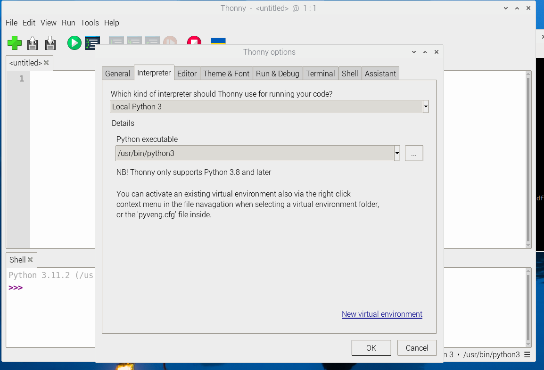 Thonny - <untitled> @ 1 : 1
File Edit View Run Tools Help
<untitled>
Thonny options
General Interpreter Editor Theme & Font Run & Debug Terminal Shell Assistant
1
Which kind of interpreter should Thonny use for running your code?
Local Python 3
Details
Python executable
/usr/bin/python3
...
NB! Thonny only supports Python 3.8 and later
You can activate an existing virtual environment also via the right click
context menu in the file navagation when selecting a virtual environment folder,
or the 'pyveng.cfg' file inside.
Shell
Python 3.11.2 (/us
>>>
New virtual environment
OK Cancel
n 3 • /usr/bin/python3